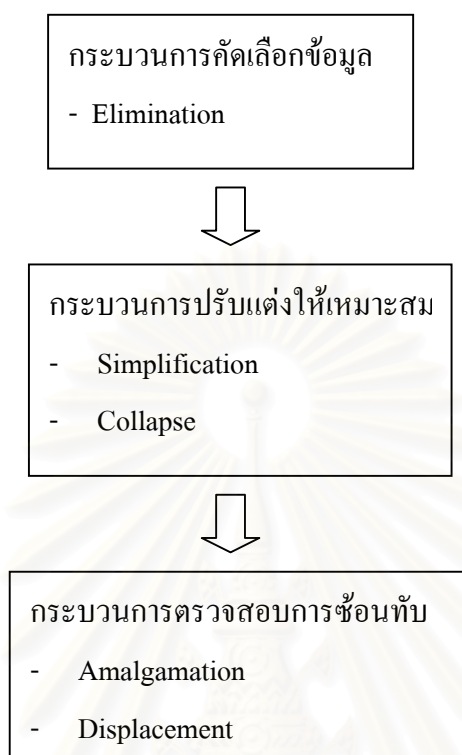 กระบวนการคัดเลือกข้อมูล
- Elimination
กระบวนการปรับแต่งให้เหมาะสม
- Simplification
- Collapse
กระบวนการตรวจสอบการซ้อนทับ
- Amalgamation
- Displacement